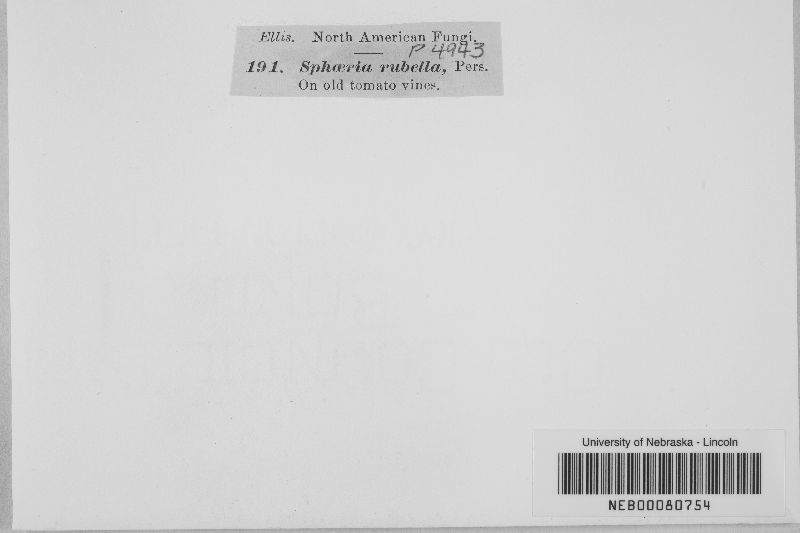 Ellis. North American Fungi.
P 4943
191. Sphæria rubella, Pers.
On old tomato vines.
University of Nebraska - Lincoln
NEB00080754